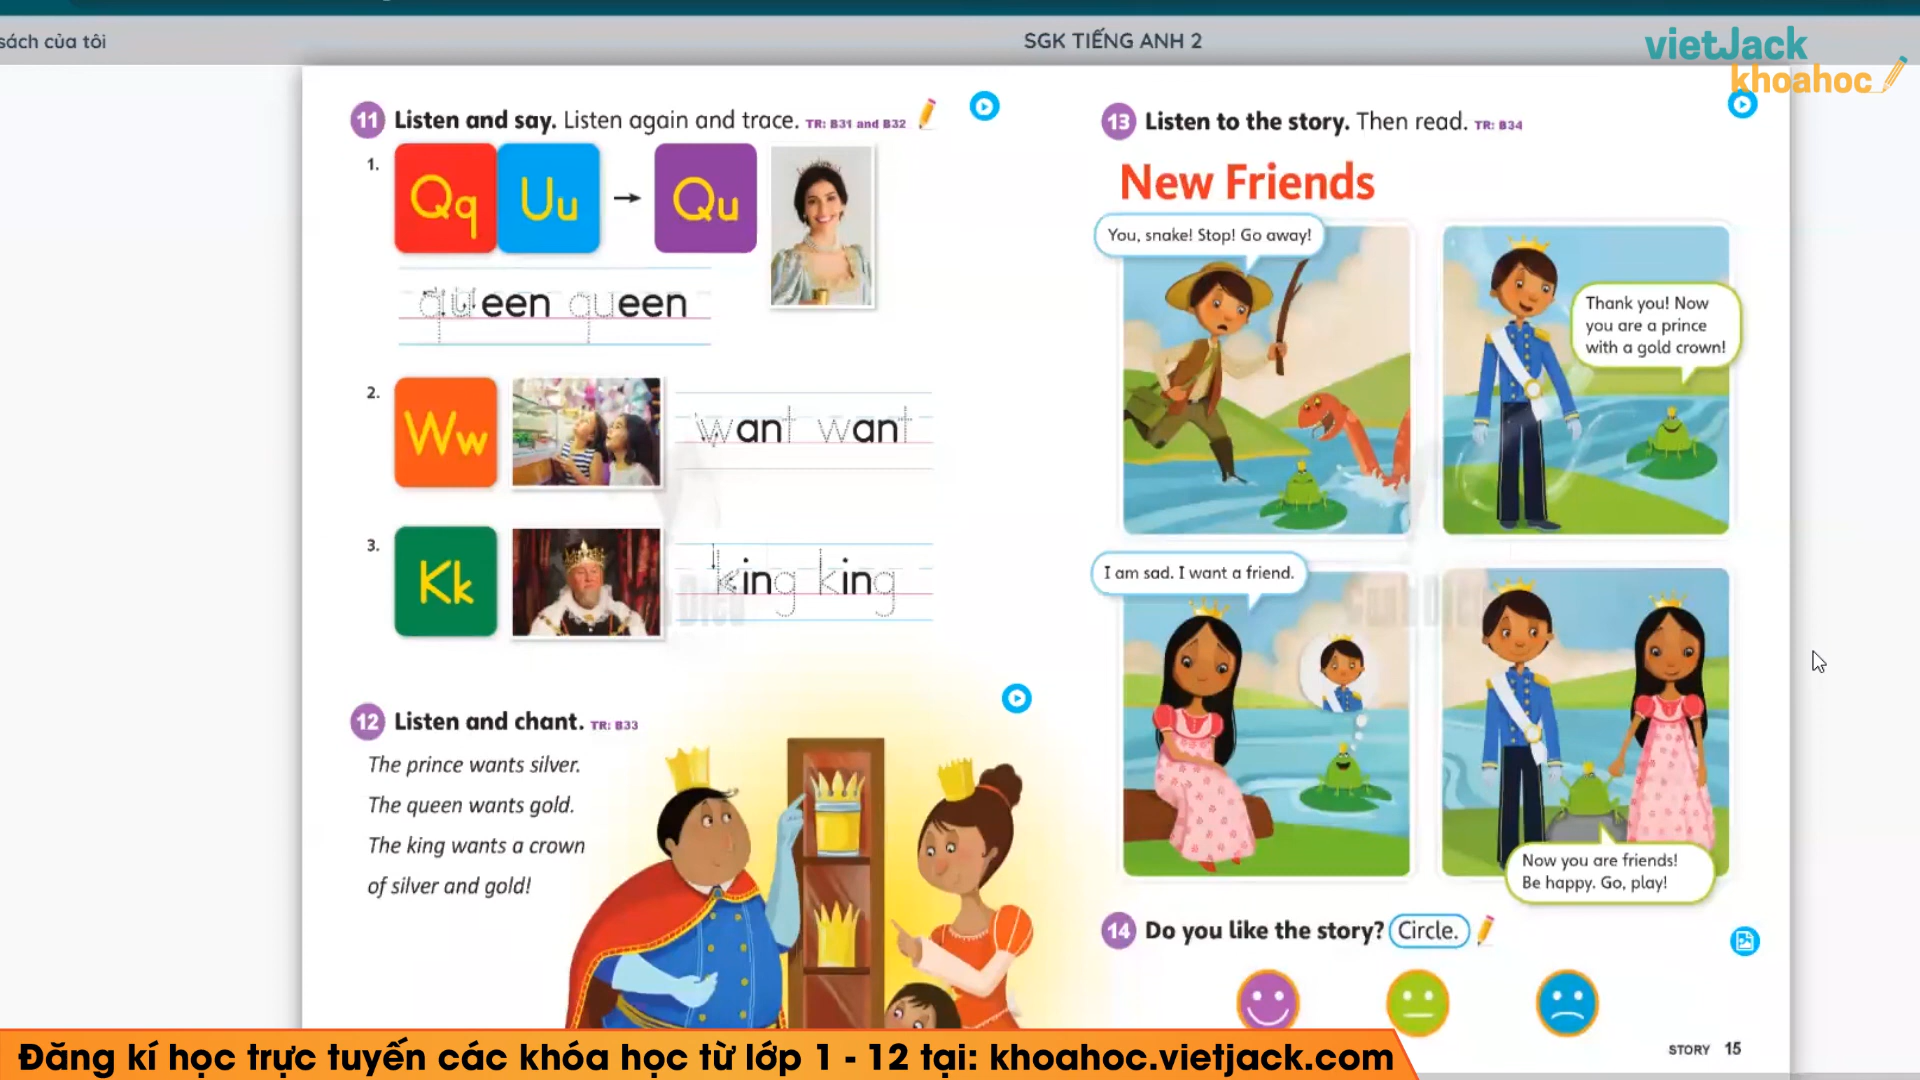 sách của tôi
SGK TIẾNG ANH 2
vietJack
khoahoc
11 Listen and say. Listen again and trace. TR: B31 and B32
1.
Qq Uu → Qu
queen queen
2.
Ww
want want
3.
Kk
king king
12 Listen and chant. TR: B33
The prince wants silver.
The queen wants gold.
The king wants a crown
of silver and gold!
13 Listen to the story. Then read. TR: B34
New Friends
You, snake! Stop! Go away!
Thank you! Now
you are a prince
with a gold crown!
I am sad. I want a friend.
Now you are friends!
Be happy. Go, play!
14 Do you like the story? Circle.
STORY 15
Đăng kí học trực tuyến các khóa học từ lớp 1 - 12 tại: khoahoc.vietjack.com